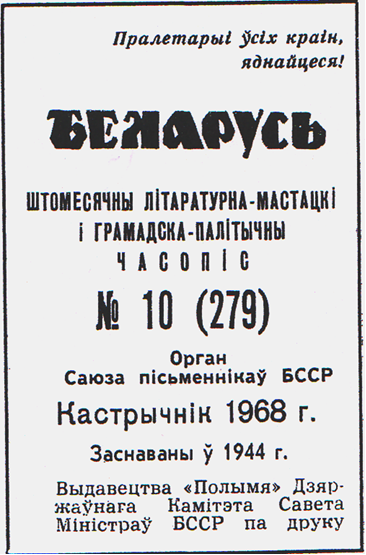 Пралетарыі ўсіх краін,
яднайцеся!
БЕЛАРУСЬ
ШТОМЕСЯЧНЫ ЛІТАРАТУРНА-МАСТАЦКІ
І ГРАМАДСКА-ПАЛІТЫЧНЫ
ЧАСОПІС
№ 10 (279)
Орган
Саюза пісьменнікаў БССР
Кастрычнік 1968 г.
Заснаваны ў 1944 г.
Выдавецтва «Полымя» Дзяр-
жаўнага Камітэта Савета
Міністраў БССР па друку